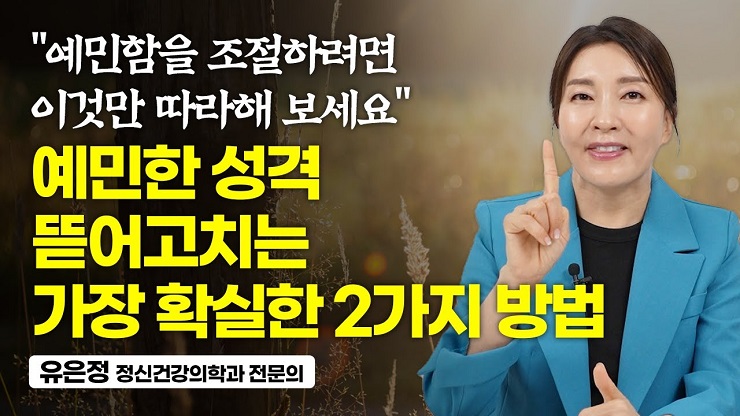 "예민함을 조절하려면
이것만 따라해 보세요"
예민한 성격
뜯어고치는
가장 확실한 2가지 방법
유은정 정신건강의학과 전문의